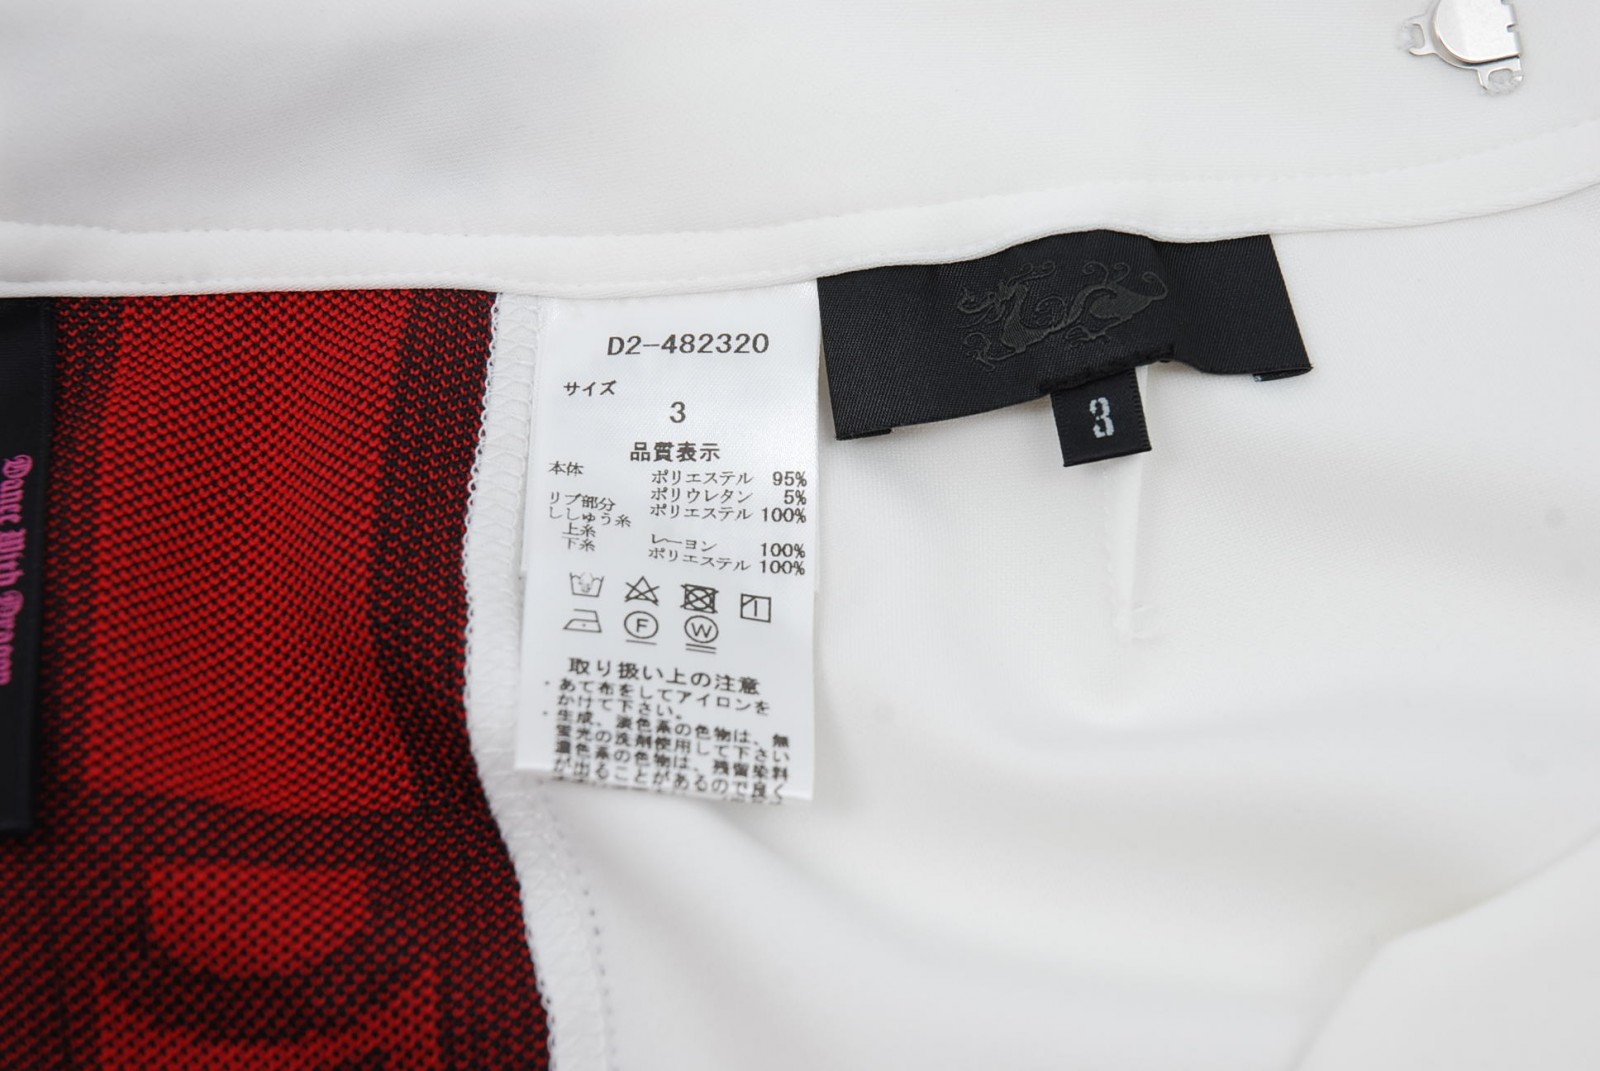 D2-482320
サイズ
3
品質表示
本体 ポリエステル 95%
ポリウレタン 5%
リブ部分 ポリエステル 100%
ししゅう糸
上糸 レーヨン 100%
下糸 ポリエステル 100%
F W
取り扱い上の注意
・あて布をしてアイロンを
かけて下さい。
・生成、淡色系の色物は、無
蛍光の洗剤使用して下さい
濃色系の色物は、残留染料
が出ることがあるので良く
3
Dance With Dragon